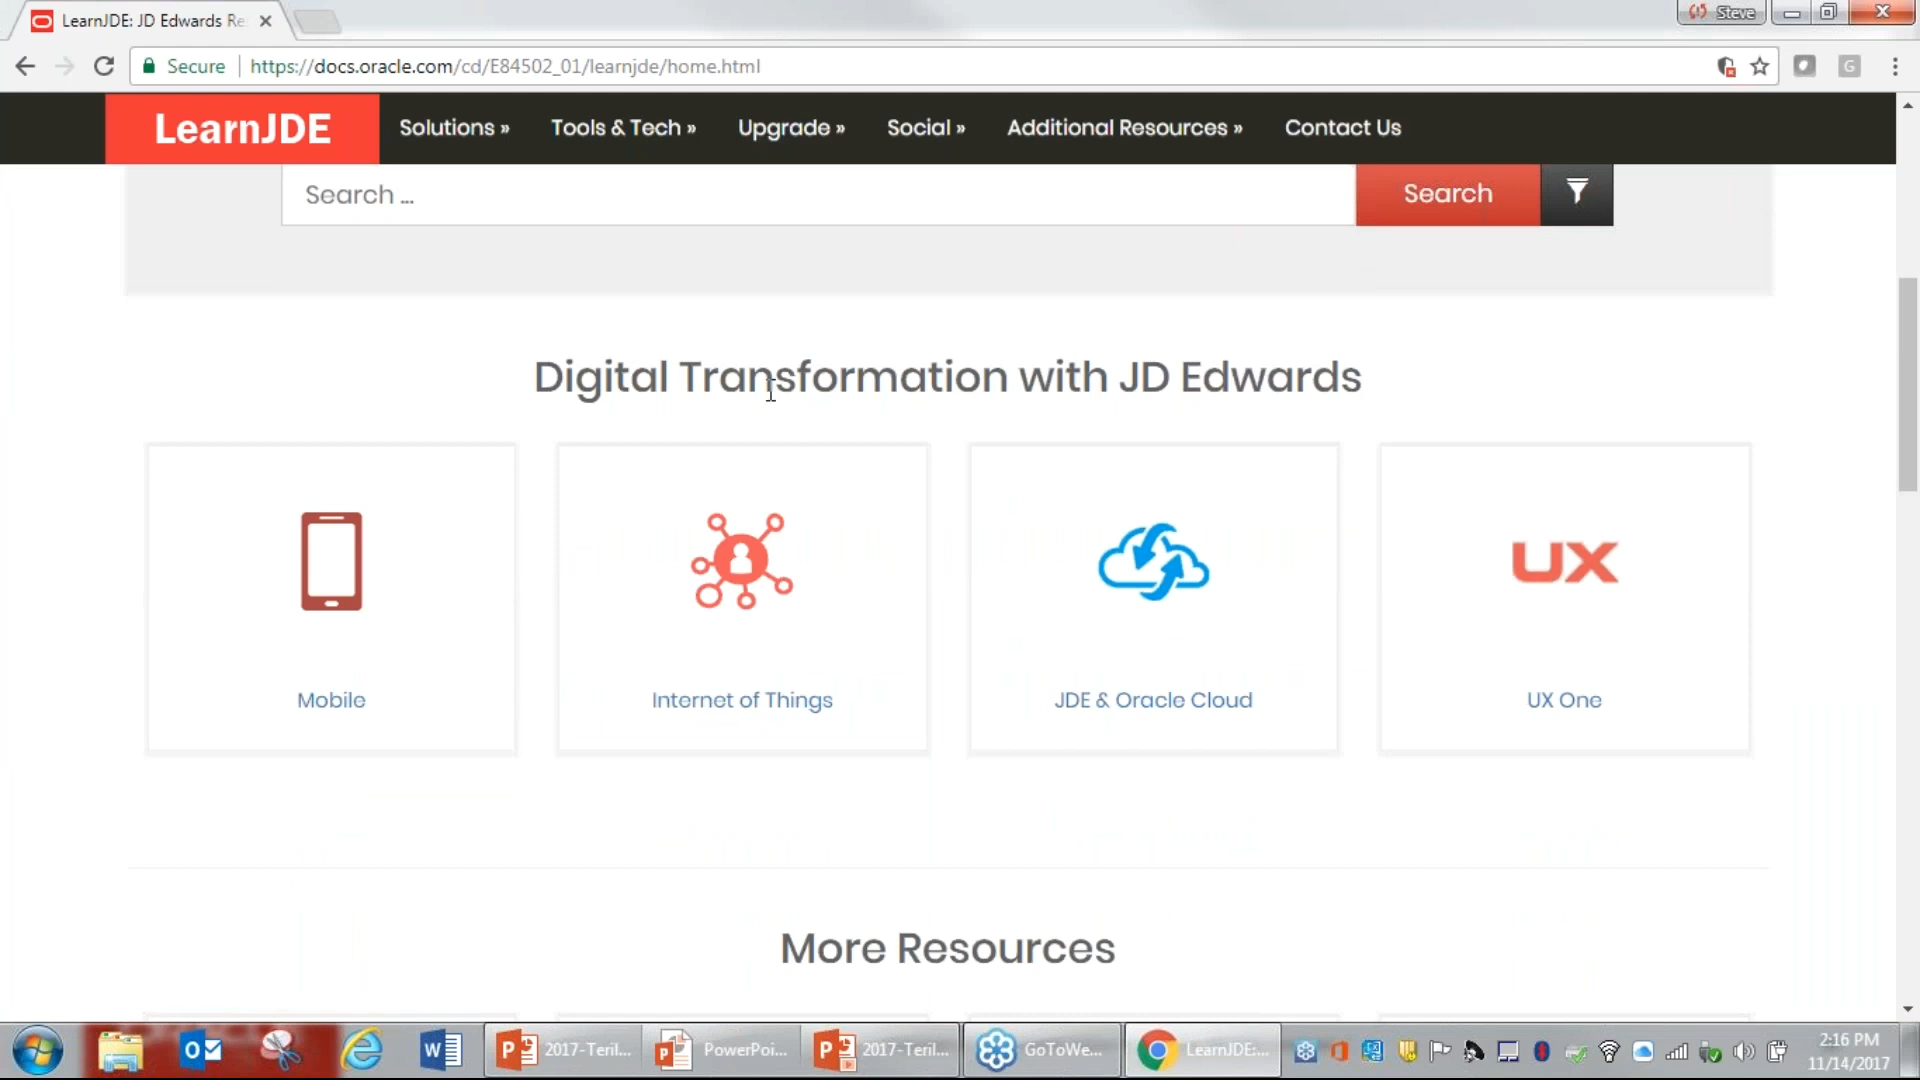 LearnJDE: JD Edwards Re
Steve
Secure
https://docs.oracle.com/cd/E84502_01/learnjde/home.html
G
LearnJDE
Solutions »
Tools & Tech »
Upgrade »
Social »
Additional Resources »
Contact Us
Search ...
Search
Digital Transformation with JD Edwards
UX
Mobile
Internet of Things
JDE & Oracle Cloud
UX One
More Resources
2017-Teril...
PowerPoi...
2017-Teril...
GoToWe...
LearnJDE:...
2:16 PM
11/14/2017